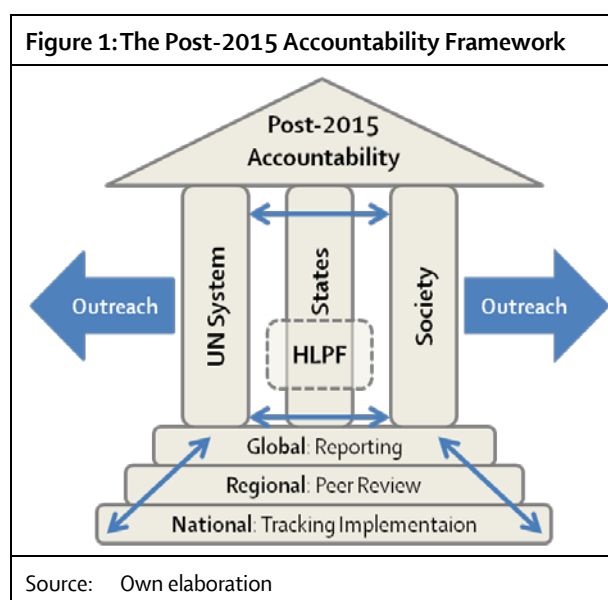 Figure 1: The Post-2015 Accountability Framework
Post-2015
Accountability
Outreach
UN System
States
HLPF
Society
Outreach
Global: Reporting
Regional: Peer Review
National: Tracking Implementaion
Source: Own elaboration